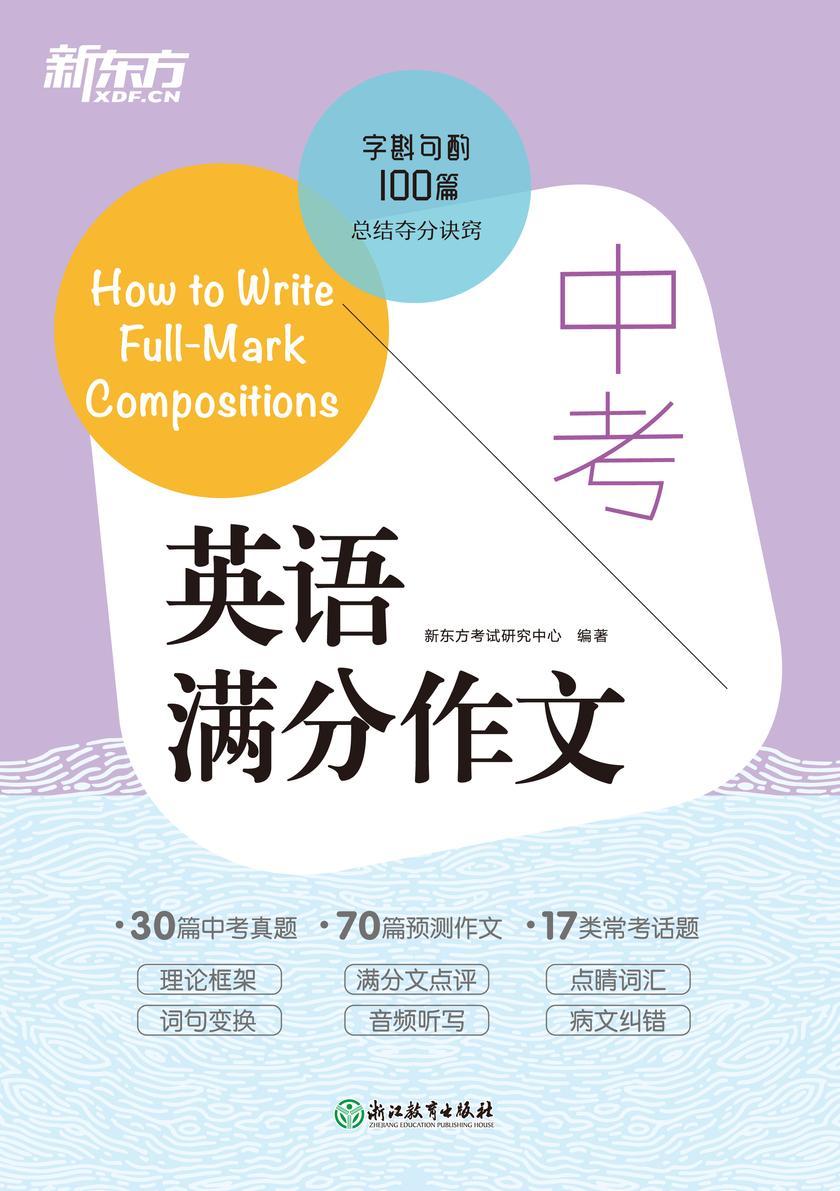 新东方
XDF.CN
字斟句酌
100篇
总结夺分诀窍
How to Write
Full-Mark
Compositions
中考
英语
新东方考试研究中心 编著
满分作文
•30篇中考真题 •70篇预测作文 •17类常考话题
理论框架 满分文点评 点睛词汇
词句变换 音频听写 病文纠错
浙江教育出版社
ZHEJIANG EDUCATION PUBLISHING HOUSE